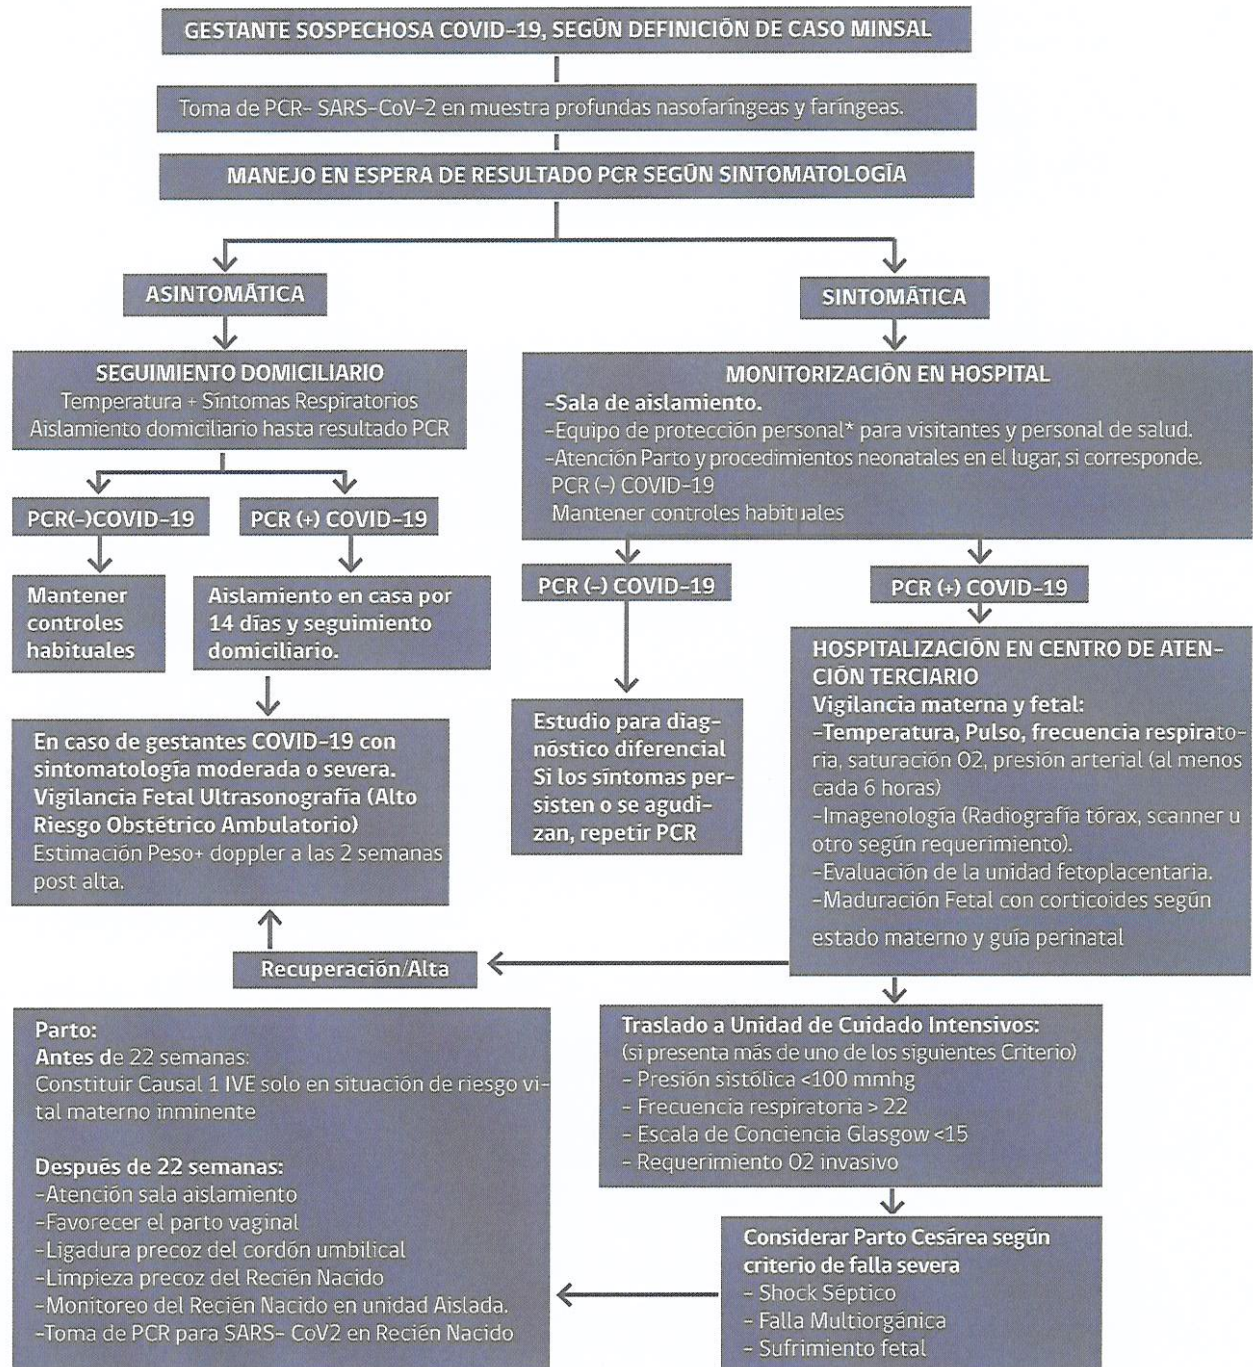 GESTANTE SOSPECHOSA COVID-19, SEGÚN DEFINICIÓN DE CASO MINSAL
Toma de PCR- SARS-CoV-2 en muestra profundas nasofaríngeas y faríngeas.
MANEJO EN ESPERA DE RESULTADO PCR SEGÚN SINTOMATOLOGÍA
ASINTOMÁTICA
SEGUIMIENTO DOMICILIARIO
Temperatura + Síntomas Respiratorios
Aislamiento domiciliario hasta resultado PCR
PCR(-)COVID-19
PCR (+) COVID-19
Mantener
controles
habituales
Aislamiento en casa por
14 días y seguimiento
domiciliario.
En caso de gestantes COVID-19 con
sintomatología moderada o severa.
Vigilancia Fetal Ultrasonografía (Alto
Riesgo Obstétrico Ambulatorio)
Estimación Peso+ doppler a las 2 semanas
post alta.
SINTOMÁTICA
MONITORIZACIÓN EN HOSPITAL
-Sala de aislamiento.
-Equipo de protección personal* para visitantes y personal de salud.
-Atención Parto y procedimientos neonatales en el lugar, si corresponde.
PCR (-) COVID-19
Mantener controles habituales
PCR (-) COVID-19
PCR (+) COVID-19
Estudio para diag-
nóstico diferencial
Si los síntomas per-
sisten o se agudi-
zan, repetir PCR
HOSPITALIZACIÓN EN CENTRO DE ATEN-
CIÓN TERCIARIO
Vigilancia materna y fetal:
-Temperatura, Pulso, frecuencia respirato-
ria, saturación O2, presión arterial (al menos
cada 6 horas)
-Imagenología (Radiografía tórax, scanner u
otro según requerimiento).
-Evaluación de la unidad fetoplacentaria.
-Maduración Fetal con corticoides según
estado materno y guía perinatal
Recuperación/Alta
Traslado a Unidad de Cuidado Intensivos:
(si presenta más de uno de los siguientes Criterio)
- Presión sistólica <100 mmhg
- Frecuencia respiratoria > 22
- Escala de Conciencia Glasgow <15
- Requerimiento O2 invasivo
Considerar Parto Cesárea según
criterio de falla severa
- Shock Séptico
- Falla Multiorgánica
- Sufrimiento fetal
Parto:
Antes de 22 semanas:
Constituir Causal 1 IVE solo en situación de riesgo vi-
tal materno inminente
Después de 22 semanas:
-Atención sala aislamiento
-Favorecer el parto vaginal
-Ligadura precoz del cordón umbilical
-Limpieza precoz del Recién Nacido
-Monitoreo del Recién Nacido en unidad Aislada.
-Toma de PCR para SARS- CoV2 en Recién Nacido